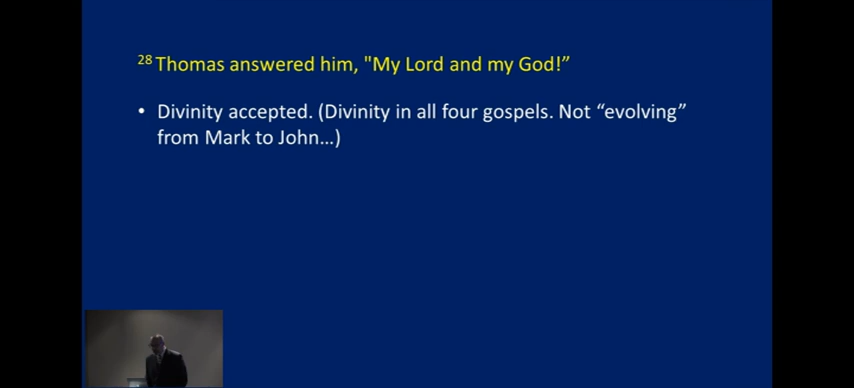 28 Thomas answered him, "My Lord and my God!”
• Divinity accepted. (Divinity in all four gospels. Not “evolving”
from Mark to John…)